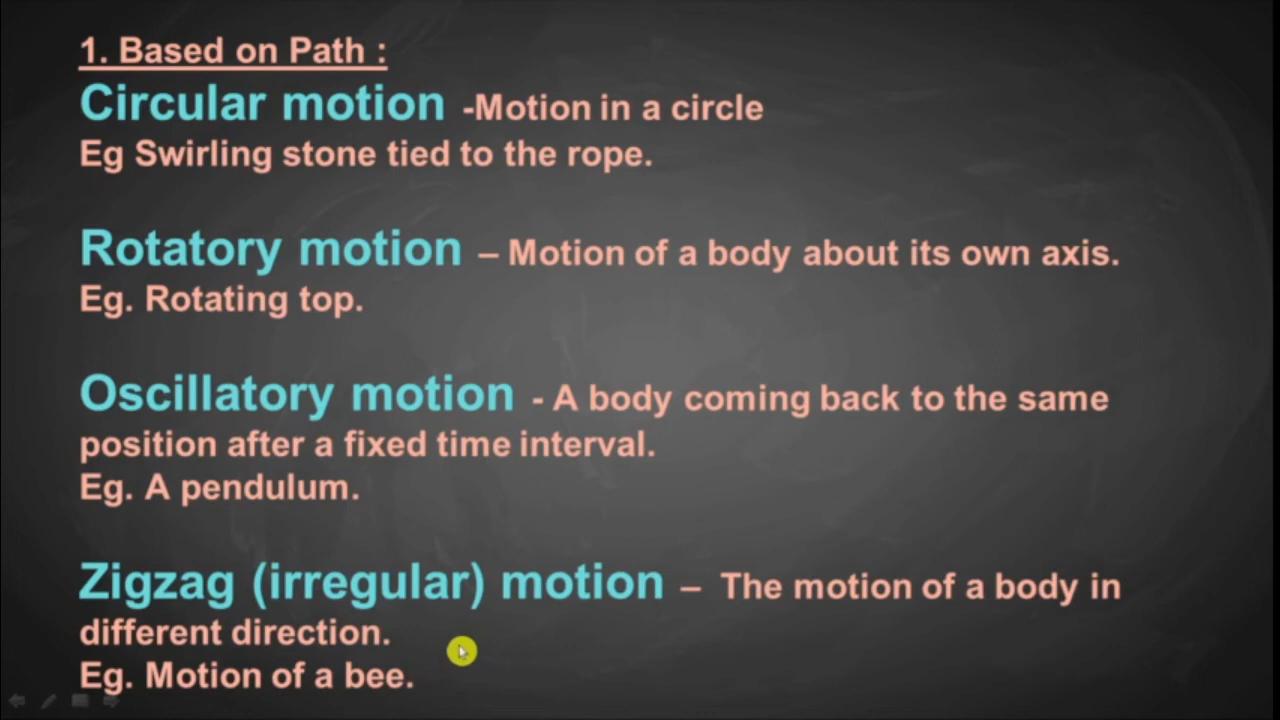 1. Based on Path :
Circular motion -Motion in a circle
Eg Swirling stone tied to the rope.
Rotatory motion – Motion of a body about its own axis.
Eg. Rotating top.
Oscillatory motion - A body coming back to the same
position after a fixed time interval.
Eg. A pendulum.
Zigzag (irregular) motion – The motion of a body in
different direction.
Eg. Motion of a bee.